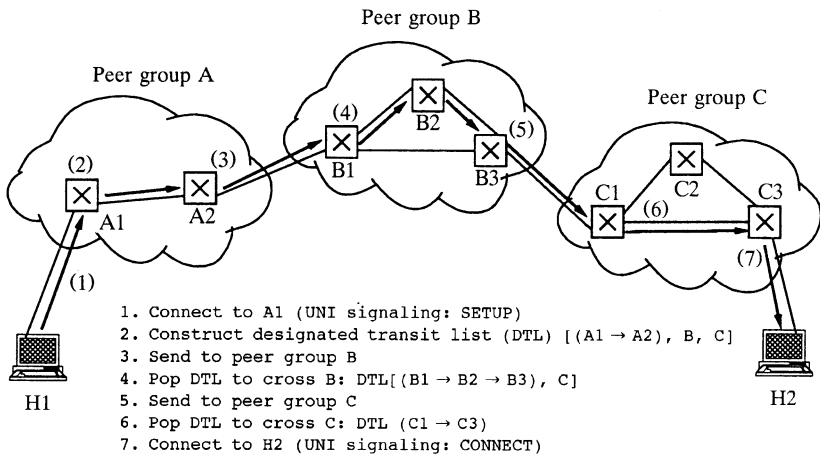 Peer group B
Peer group A
Peer group C
(4)
B2
(5)
B1
B3
(2)
(3)
A1
A2
(1)
C1
C2
C3
(6)
(7)
H1
H2
1. Connect to A1 (UNI signaling: SETUP)
2. Construct designated transit list (DTL) [(A1 → A2), B, C]
3. Send to peer group B
4. Pop DTL to cross B: DTL[(B1 → B2 → B3), C]
5. Send to peer group C
6. Pop DTL to cross C: DTL (C1 → C3)
7. Connect to H2 (UNI signaling: CONNECT)